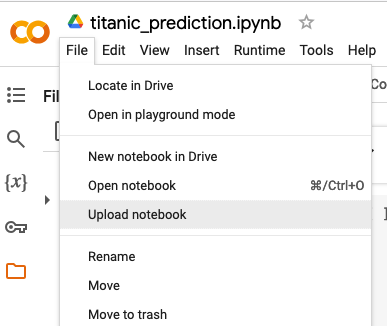 titanic_prediction.ipynb
File Edit View Insert Runtime Tools Help
Locate in Drive
Open in playground mode
New notebook in Drive
Open notebook ⌘/Ctrl+O
Upload notebook
Rename
Move
Move to trash
Fil
Co
{x}